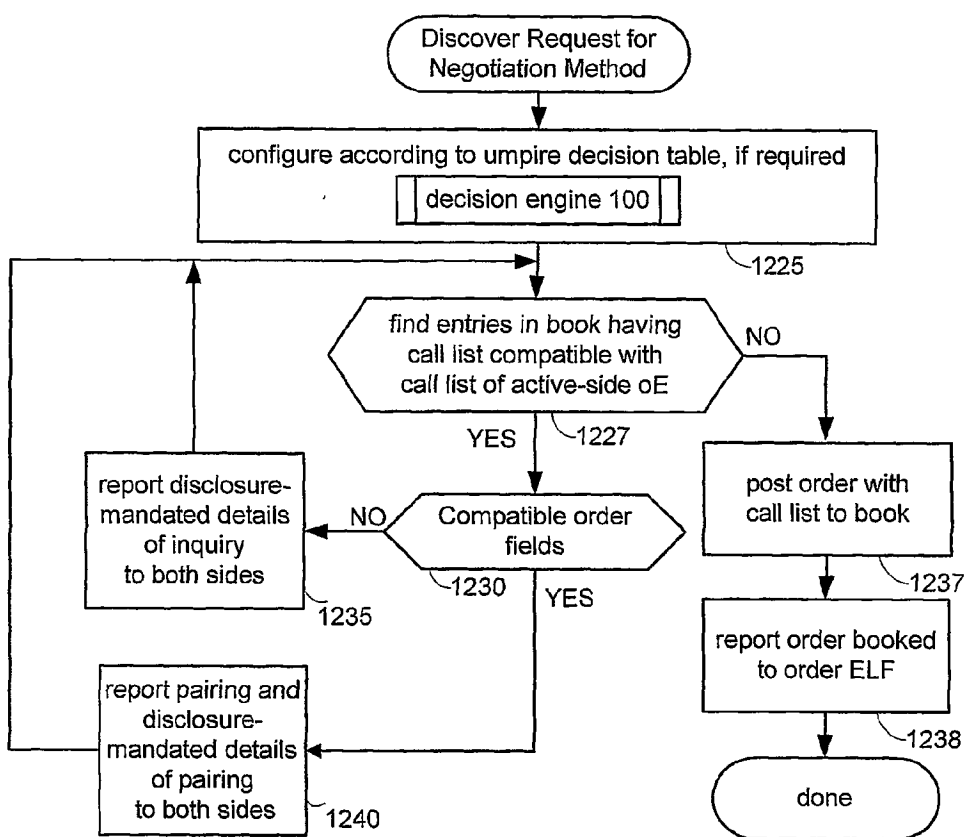 Discover Request for
Negotiation Method
configure according to umpire decision table, if required
decision engine 100
1225
find entries in book having
call list compatible with
call list of active-side oE
NO
YES
1227
report disclosure-
mandated details
of inquiry
to both sides
NO
Compatible order
fields
post order with
call list to book
1235
1230
YES
1237
report order booked
to order ELF
report pairing and
disclosure-
mandated details
of pairing
to both sides
1238
done
1240